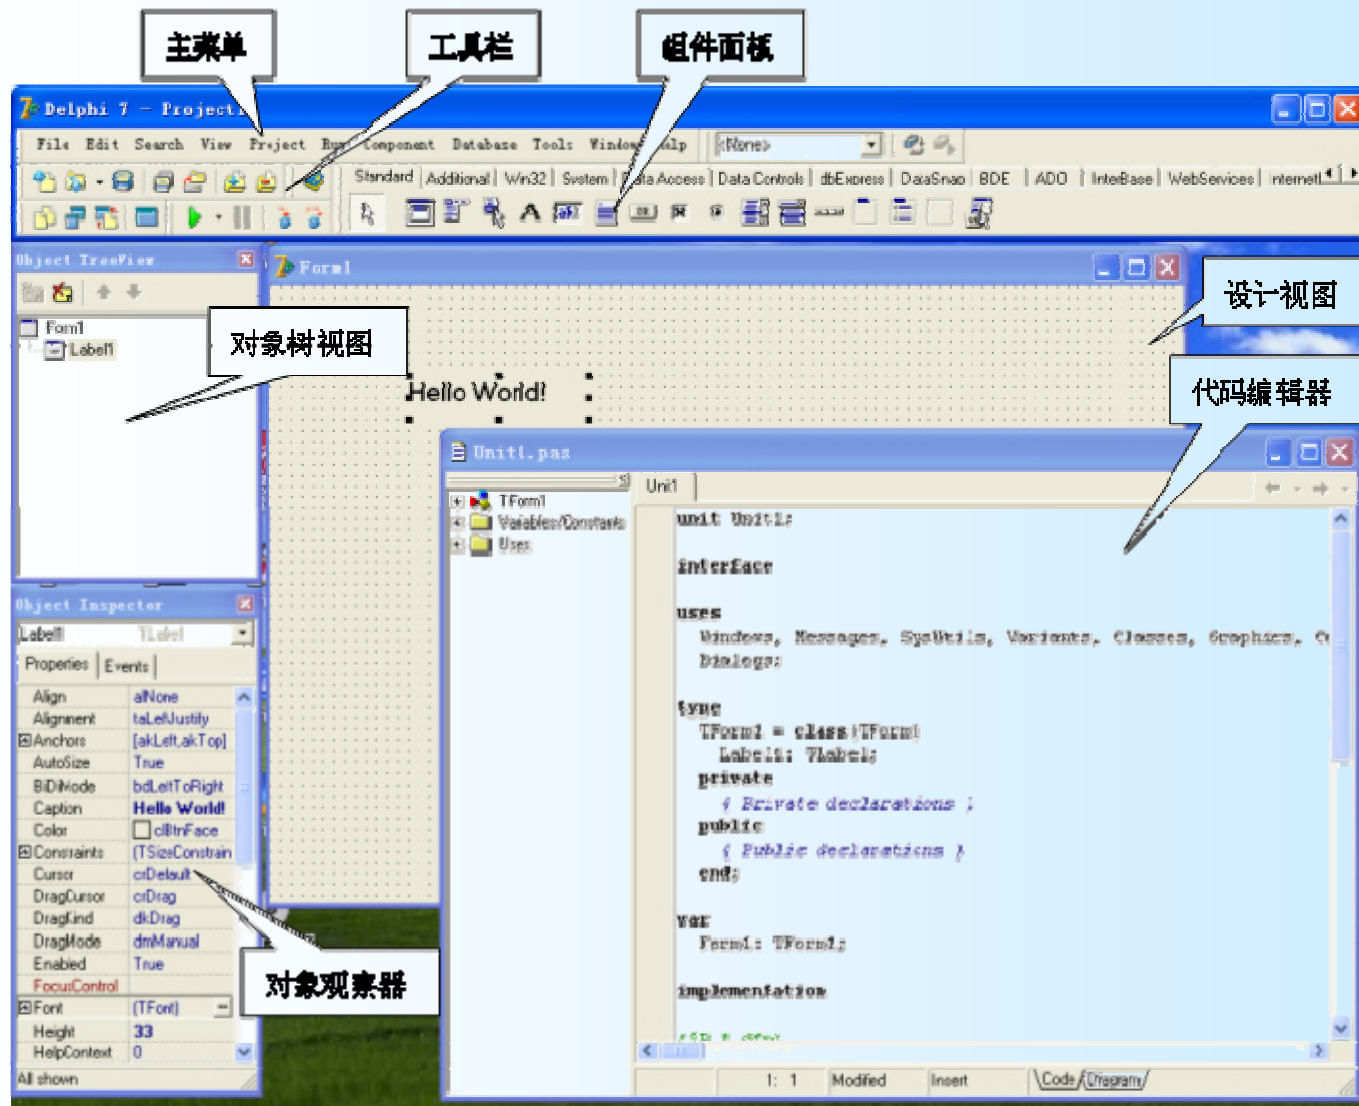 主菜单
工具栏
组件面板
Delphi 7 - Project1
File Edit Search View Project Run Component Database Tools Window Help
<None>
Standard Additional Win32 System Data Access Data Controls dbExpress DataSnap BDE ADO InterBase WebServices
Object TreeView
Form1
设计视图
Form1
Label1
对象树视图
Hello World!
代码编辑器
Unit1.pas
Unit1
TForm1
Variables/Constants
Uses
unit Unit1;
interface
uses
Windows, Messages, SysUtils, Variants, Classes, Graphics,
Dialogs;
type
TForm1 = class(TForm)
Label1: TLabel;
private
{ Private declarations }
public
{ Public declarations }
end;
var
Form1: TForm1;
implementation
Object Inspector
Label1 TLabel
Properties Events
Align alNone
Alignment taLeftJustify
Anchors [akLeft,akTop]
AutoSize True
BiDiMode bdLeftToRight
Caption Hello World!
Color clBtnFace
Constraints (TSizeConstrain
Cursor crDefault
DragCursor crDrag
DragKind dkDrag
DragMode dmManual
Enabled True
FocusControl
Font (TFont)
Height 33
HelpContext 0
All shown
对象观察器
1: 1 Modified Insert Code Diagram